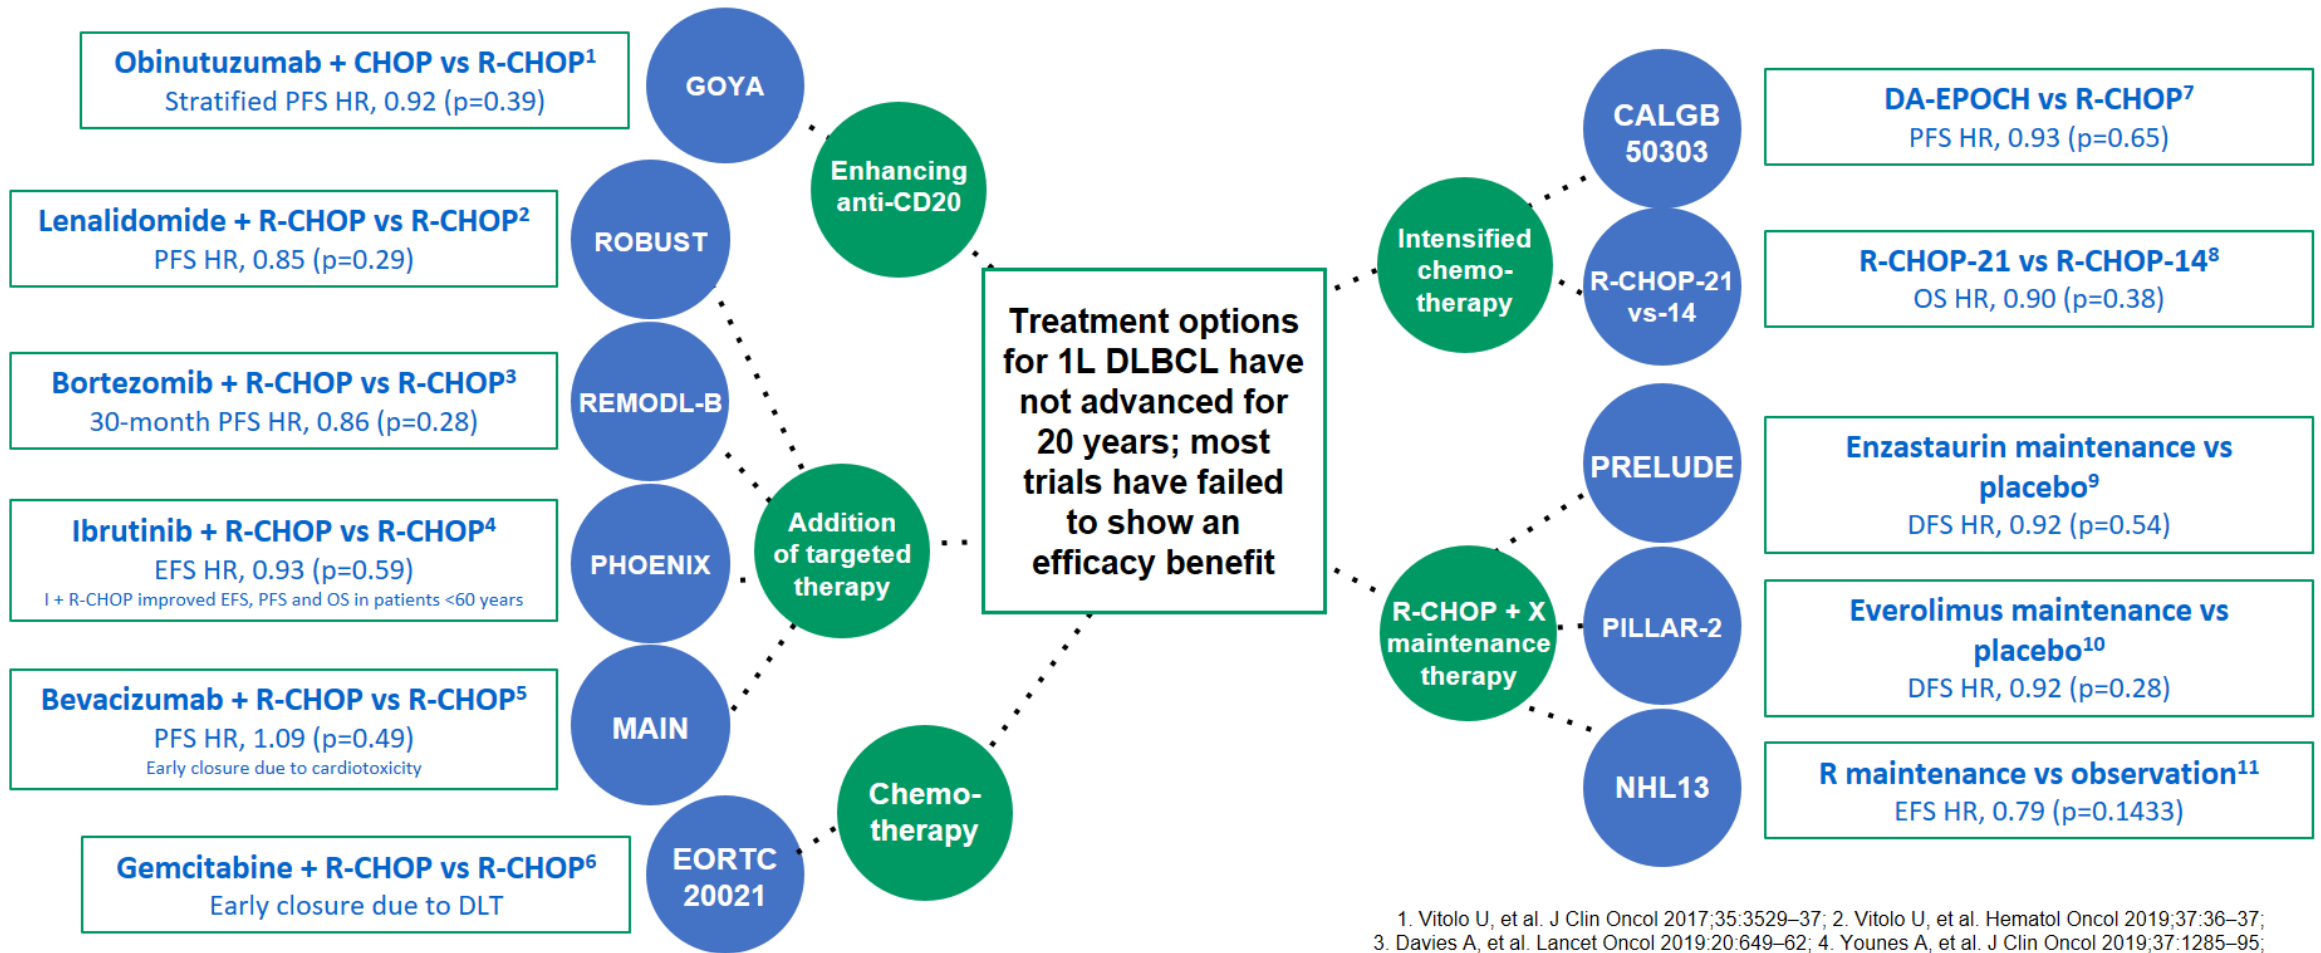 Obinutuzumab + CHOP vs R-CHOP¹
Stratified PFS HR, 0.92 (p=0.39)
GOYA
Enhancing
anti-CD20
Lenalidomide + R-CHOP vs R-CHOP²
PFS HR, 0.85 (p=0.29)
ROBUST
Bortezomib + R-CHOP vs R-CHOP³
30-month PFS HR, 0.86 (p=0.28)
REMODL-B
Ibrutinib + R-CHOP vs R-CHOP⁴
EFS HR, 0.93 (p=0.59)
I + R-CHOP improved EFS, PFS and OS in patients <60 years
PHOENIX
Addition
of targeted
therapy
Bevacizumab + R-CHOP vs R-CHOP⁵
PFS HR, 1.09 (p=0.49)
Early closure due to cardiotoxicity
MAIN
Gemcitabine + R-CHOP vs R-CHOP⁶
Early closure due to DLT
EORTC
20021
Chemo-
therapy
Treatment options
for 1L DLBCL have
not advanced for
20 years; most
trials have failed
to show an
efficacy benefit
Intensified
chemo-
therapy
CALGB
50303
DA-EPOCH vs R-CHOP⁷
PFS HR, 0.93 (p=0.65)
R-CHOP-21
vs-14
R-CHOP-21 vs R-CHOP-14⁸
OS HR, 0.90 (p=0.38)
R-CHOP + X
maintenance
therapy
PRELUDE
Enzastaurin maintenance vs
placebo⁹
DFS HR, 0.92 (p=0.54)
PILLAR-2
Everolimus maintenance vs
placebo¹⁰
DFS HR, 0.92 (p=0.28)
NHL13
R maintenance vs observation¹¹
EFS HR, 0.79 (p=0.1433)
1. Vitolo U, et al. J Clin Oncol 2017;35:3529–37; 2. Vitolo U, et al. Hematol Oncol 2019;37:36–37;
3. Davies A, et al. Lancet Oncol 2019:20:649–62; 4. Younes A, et al. J Clin Oncol 2019;37:1285–95;